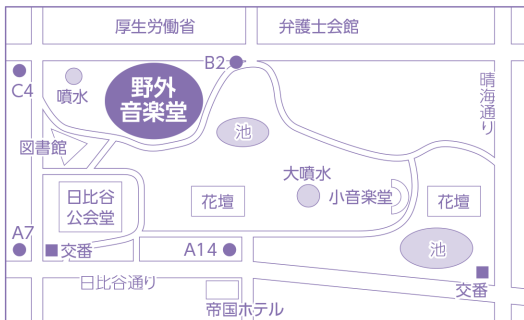 厚生労働省
弁護士会館
B2
C4
噴水
野外
音楽堂
晴海通り
池
図書館
大噴水
小音楽堂
日比谷
公会堂
花壇
花壇
A7
交番
A14
池
日比谷通り
交番
帝国ホテル